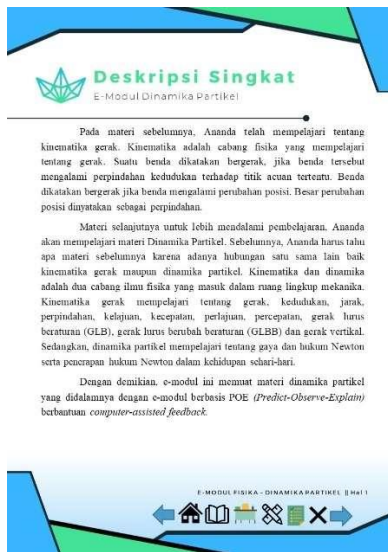 Deskripsi Singkat
E-Modul Dinamika Partikel
Pada materi sebelumnya, Ananda telah mempelajari tentang
kinematika gerak. Kinematika adalah cabang fisika yang mempelajari
tentang gerak. Suatu benda dikatakan bergerak, jika benda tersebut
mengalami perpindahan kedudukan terhadap titik acuan tertentu. Benda
dikatakan bergerak jika benda mengalami perubahan posisi. Besar perubahan
posisi dinyatakan sebagai perpindahan.
Materi selanjutnya untuk lebih mendalami pembelajaran, Ananda
akan mempelajari materi Dinamika Partikel. Sebelumnya, Ananda harus tahu
apa materi sebelumnya karena adanya hubungan satu sama lain baik
kinematika gerak maupun dinamika partikel. Kinematika dan dinamika
adalah dua cabang ilmu fisika yang masuk dalam ruang lingkup mekanika.
Kinematika gerak mempelajari tentang gerak, kedudukan, jarak,
perpindahan, kelajuan, kecepatan, perlajuan, percepatan, gerak lurus
beraturan (GLB), gerak lurus berubah beraturan (GLBB) dan gerak vertikal.
Sedangkan, dinamika partikel mempelajari tentang gaya dan hukum Newton
serta penerapan hukum Newton dalam kehidupan sehari-hari.
Dengan demikian, e-modul ini memuat materi dinamika partikel
yang didalamnya dengan e-modul berbasis POE (Predict-Observe-Explain)
berbantuan computer-assisted feedback.
E-MODUL FISIKA - DINAMIKA PARTIKEL || Hal 1